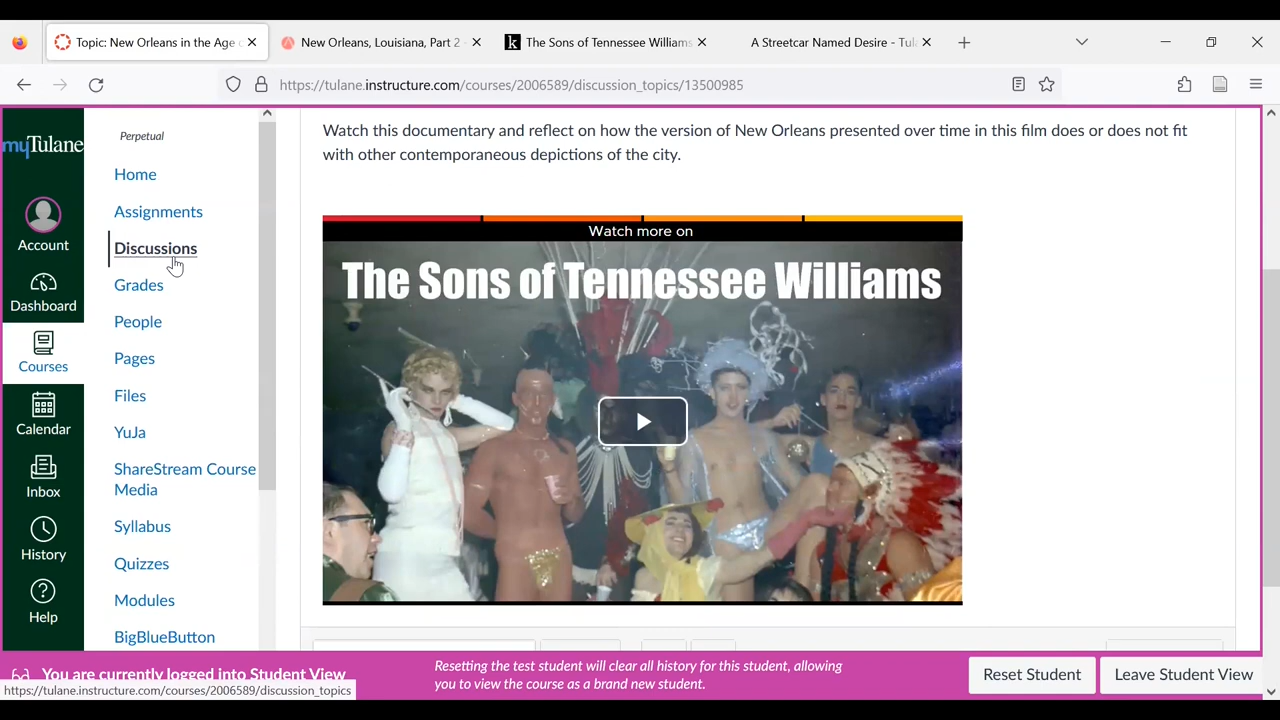 Topic: New Orleans in the Age
New Orleans, Louisiana, Part 2 -
k
The Sons of Tennessee Williams
A Streetcar Named Desire - Tul
https://tulane.instructure.com/courses/2006589/discussion_topics/13500985
myTulane
Account
Dashboard
Courses
Calendar
Inbox
History
Help
Perpetual
Home
Assignments
Discussions
Grades
People
Pages
Files
YuJa
ShareStream Course
Media
Syllabus
Quizzes
Modules
BigBlueButton
Watch this documentary and reflect on how the version of New Orleans presented over time in this film does or does not fit
with other contemporaneous depictions of the city.
Watch more on
The Sons of Tennessee Williams
You are currently logged into Student View
Resetting the test student will clear all history for this student, allowing
you to view the course as a brand new student.
Reset Student
Leave Student View
https://tulane.instructure.com/courses/2006589/discussion_topics